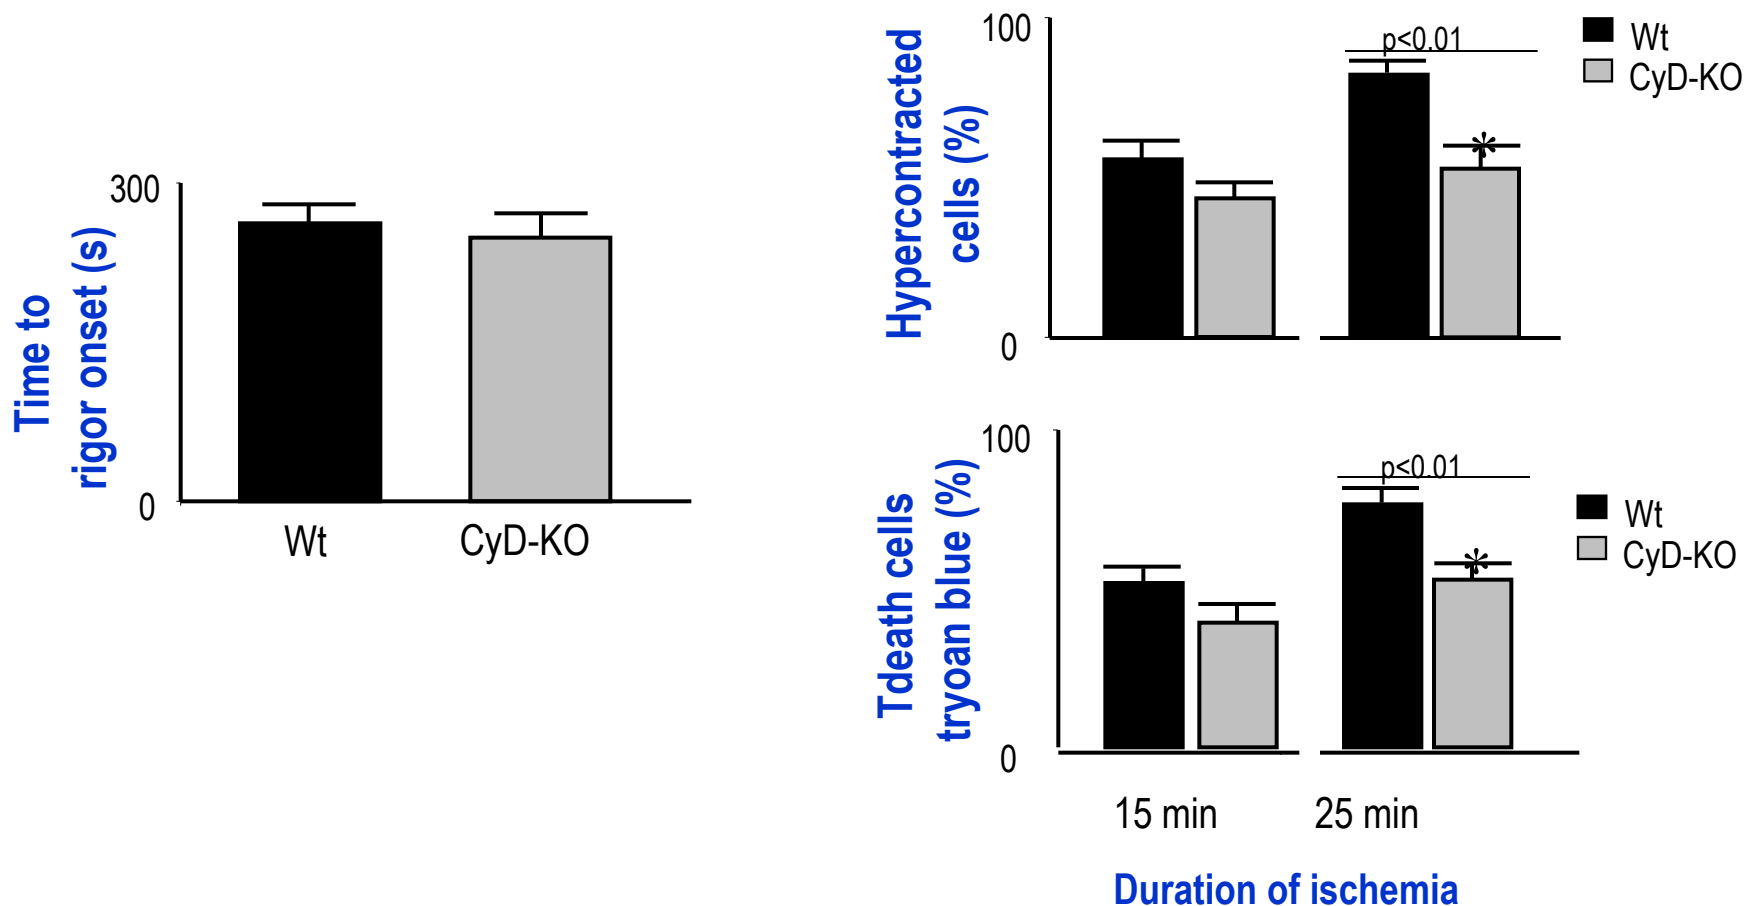 Time to
rigor onset (s)
300
0
Wt
CyD-KO
Hypercontracted
cells (%)
100
0
p<0.01
*
Wt
CyD-KO
Tdeath cells
tryoan blue (%)
100
0
p<0.01
*
Wt
CyD-KO
15 min
25 min
Duration of ischemia